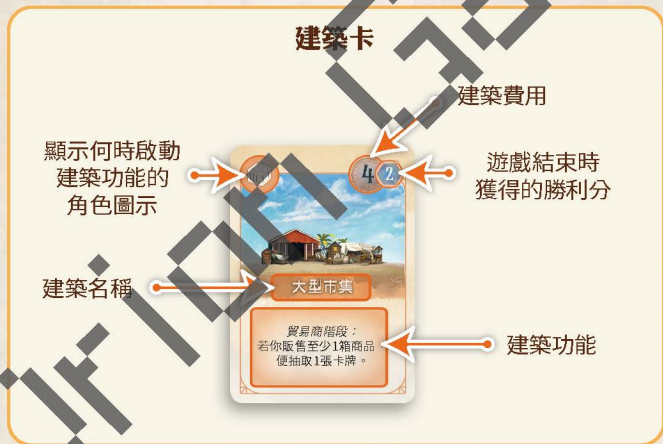 建築卡
建築費用
顯示何時啟動
建築功能的
角色圖示
4
2
遊戲結束時
獲得的勝利分
建築名稱
大型市集
貿易商階段：
若你販售至少1箱商品
便抽取1張卡牌。
建築功能